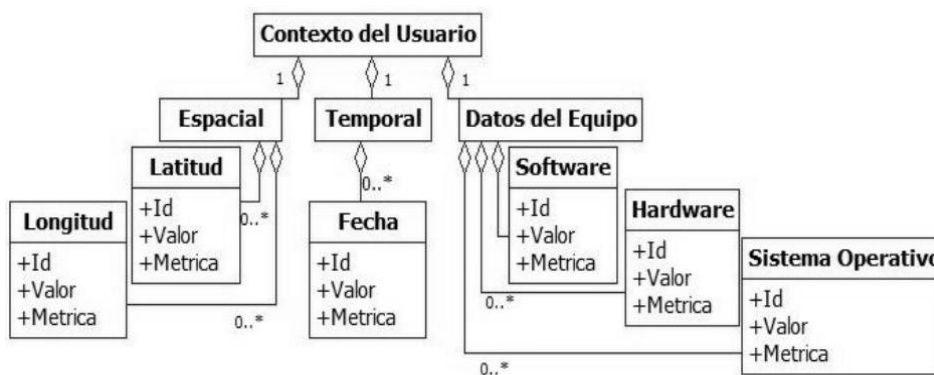 Contexto del Usuario
1
1
1
Espacial
Temporal
Datos del Equipo
Latitud
+Id
+Valor
+Metrica
0..*
Longitud
+Id
+Valor
+Metrica
0..*
0..*
Fecha
+Id
+Valor
+Metrica
Software
+Id
+Valor
+Metrica
Hardware
+Id
+Valor
+Metrica
0..*
Sistema Operativo
+Id
+Valor
+Metrica
0..*